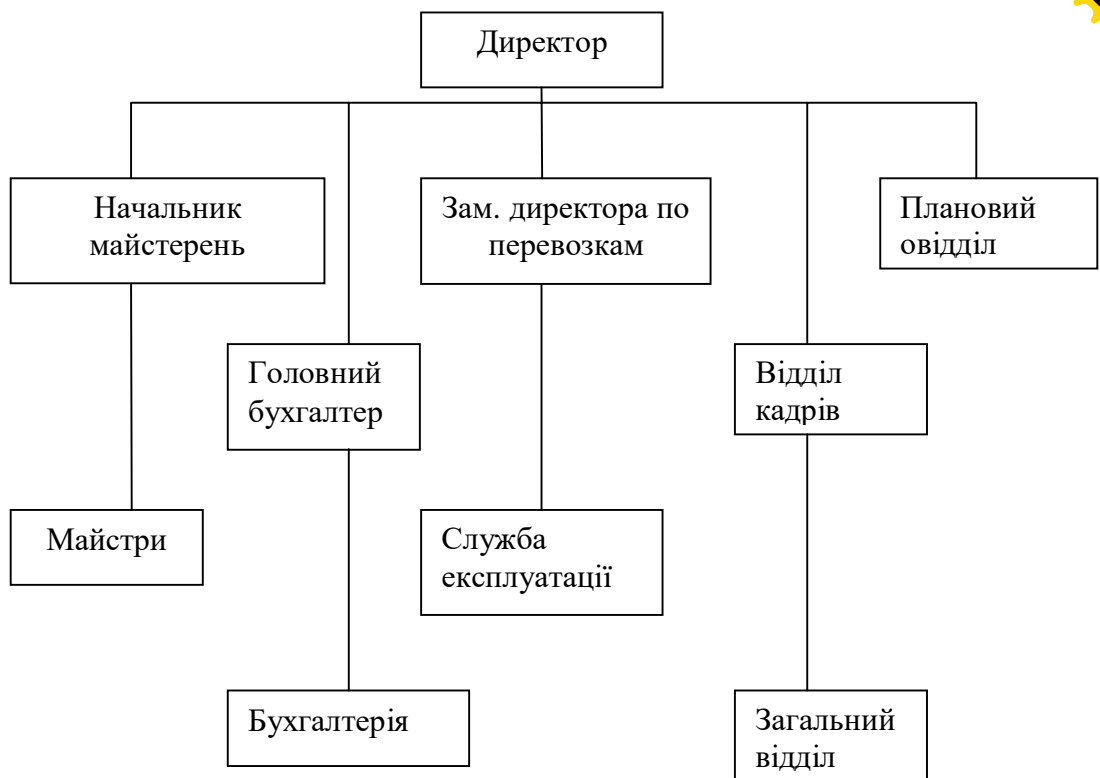 Директор
Начальник
майстерень
Зам. директора по
перевозкам
Плановий
овідділ
Головний
бухгалтер
Відділ
кадрів
Майстри
Служба
експлуатації
Бухгалтерія
Загальний
відділ